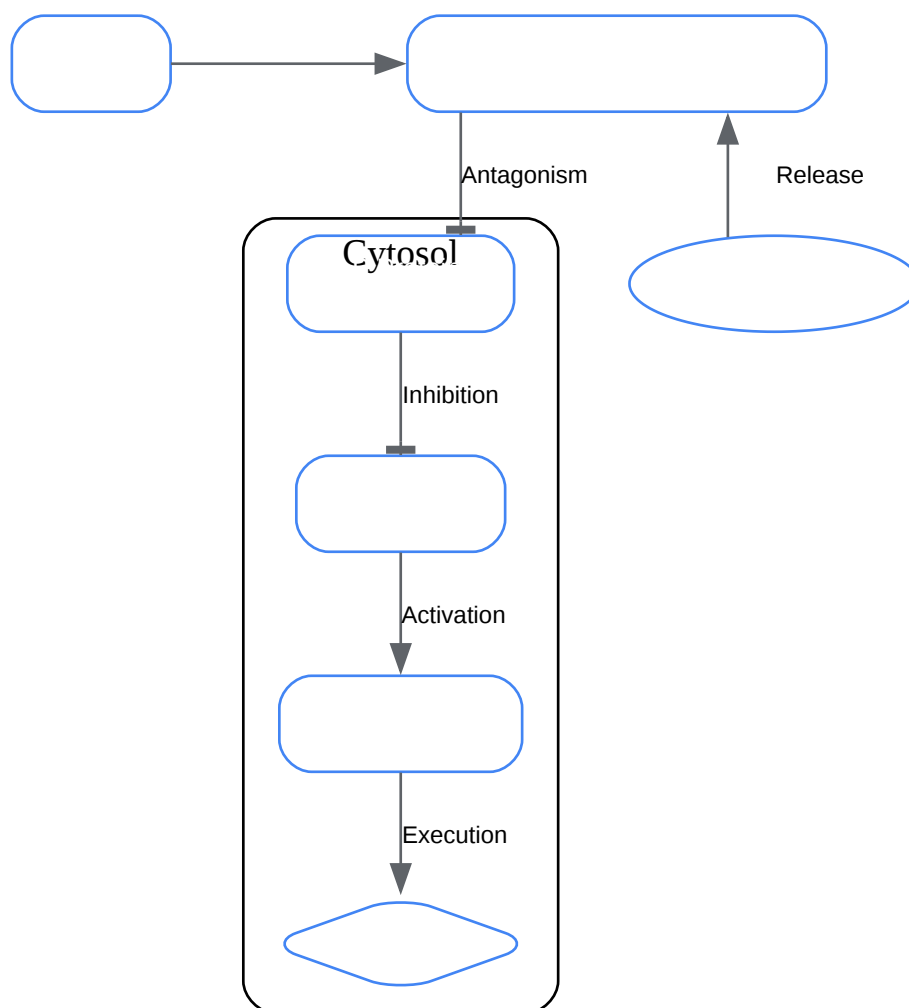 Antagonism
Release
Cytosol
Inhibition
Activation
Execution